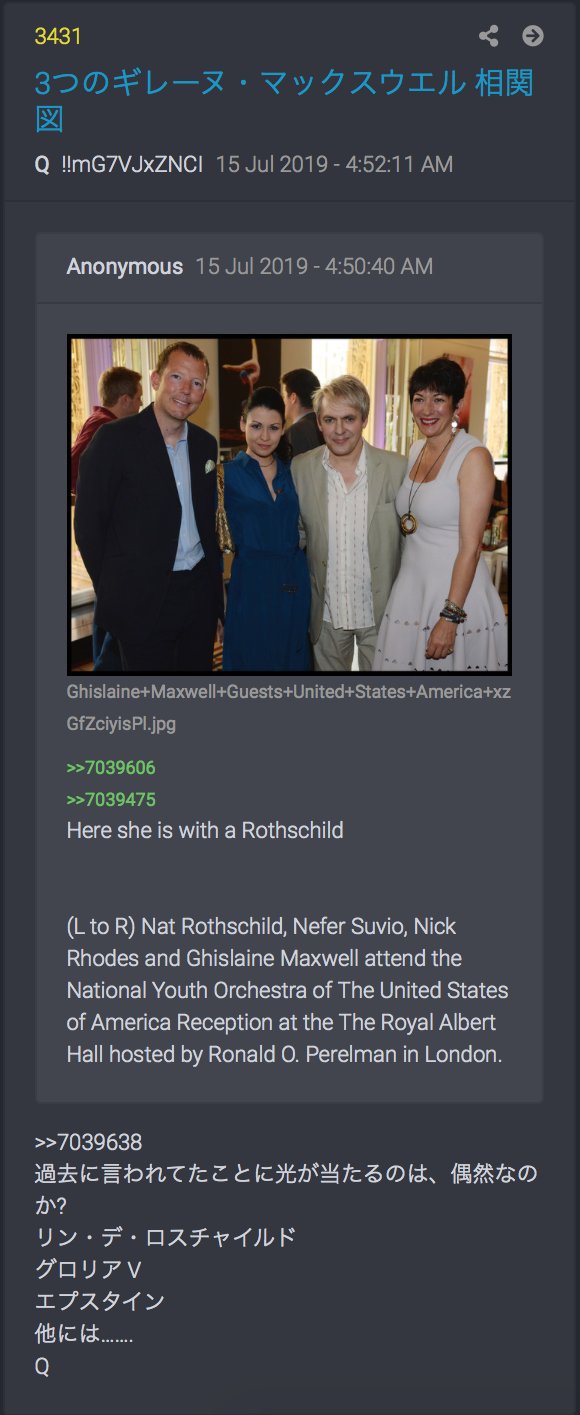 3431
3つのギレーヌ・マックスウエル 相関
図
Q !!mG7VJxZNCI 15 Jul 2019 - 4:52:11 AM
Anonymous 15 Jul 2019 - 4:50:40 AM
Ghislaine+Maxwell+Guests+United+States+America+xz
GfZciyisPl.jpg
>>7039606
>>7039475
Here she is with a Rothschild
(L to R) Nat Rothschild, Nefer Suvio, Nick
Rhodes and Ghislaine Maxwell attend the
National Youth Orchestra of The United States
of America Reception at the The Royal Albert
Hall hosted by Ronald O. Perelman in London.
>>7039638
過去に言われてたことに光が当たるのは、偶然なの
か?
リン・デ・ロスチャイルド
グロリア V
エプスタイン
他には…….
Q